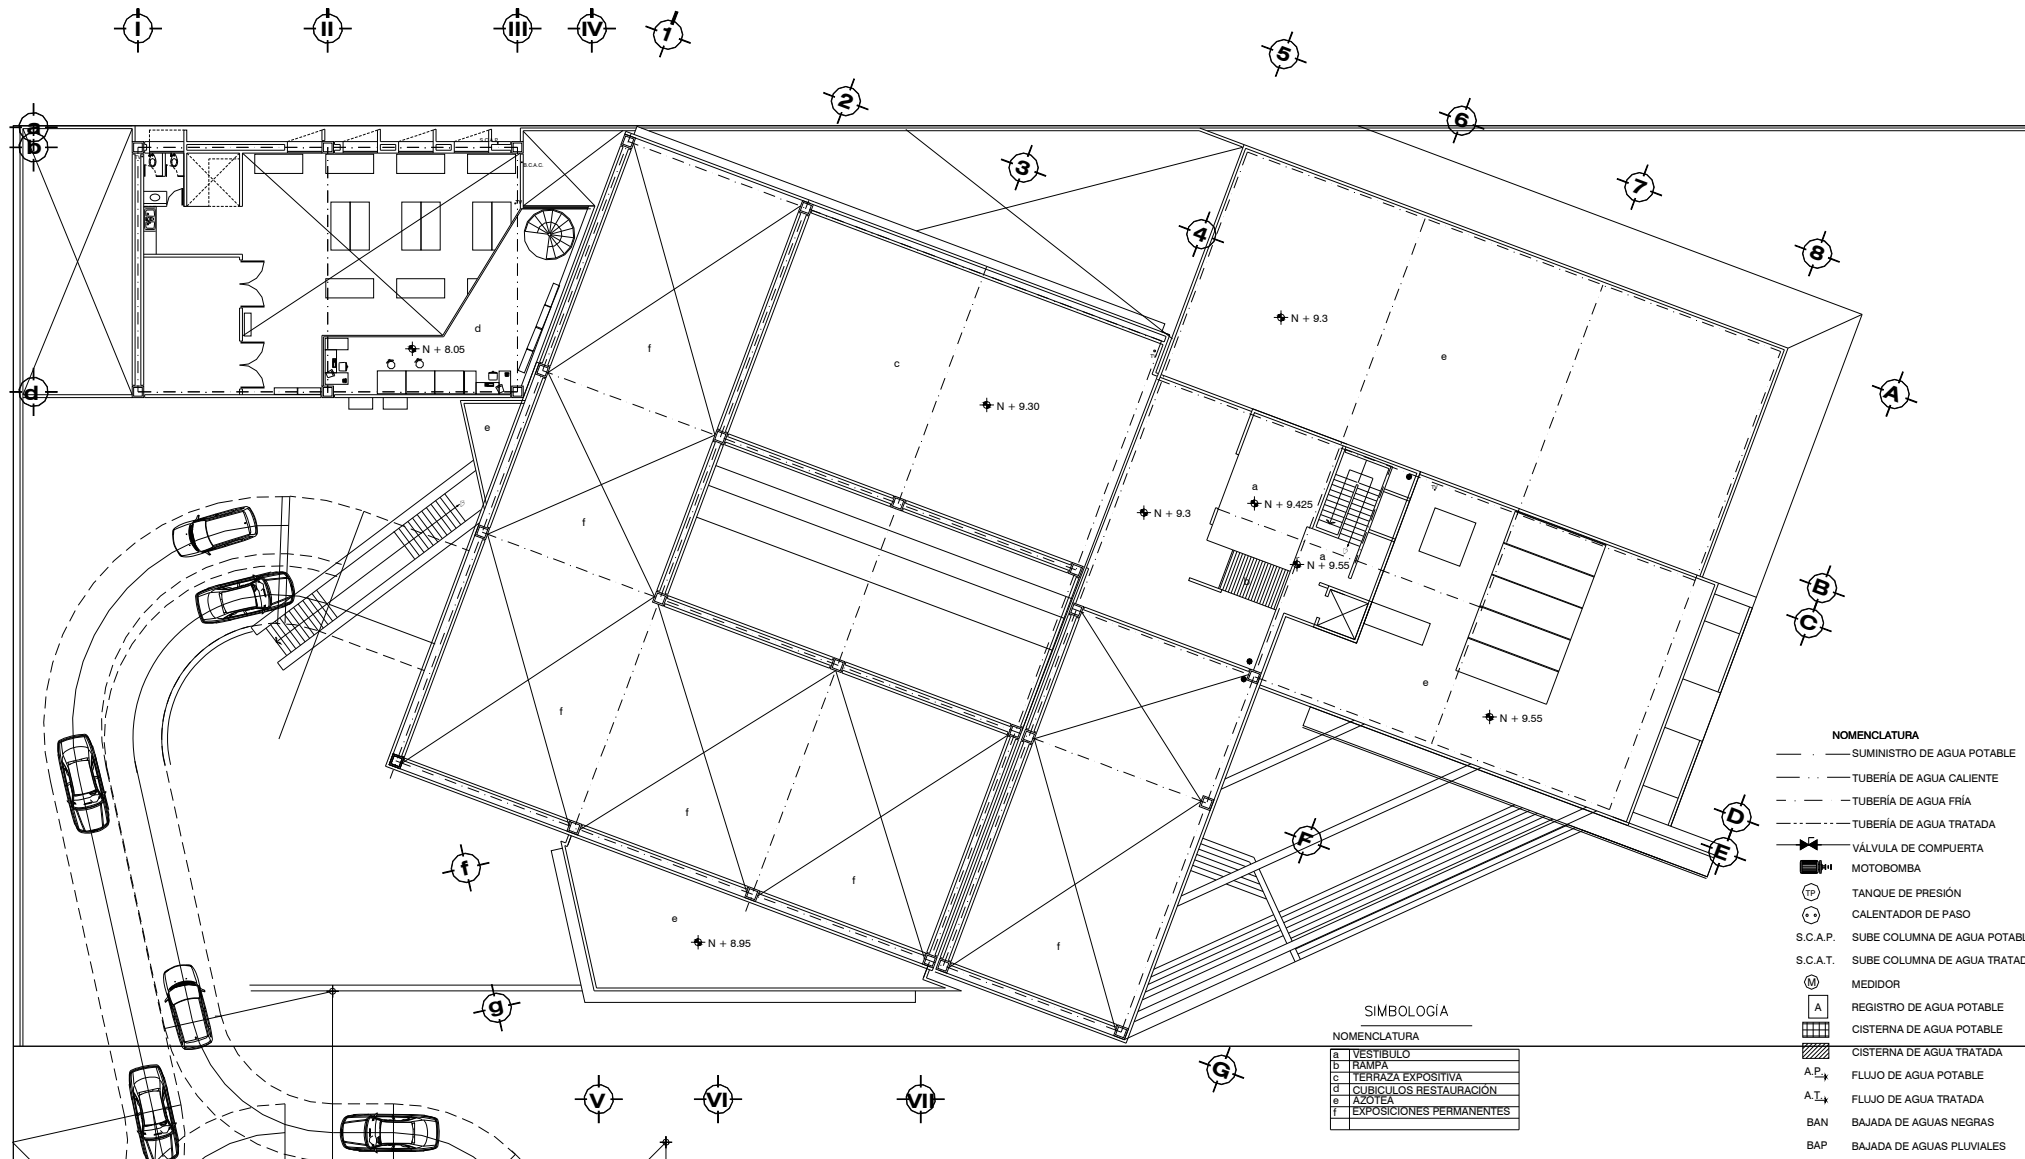 I
II
III
IV
1
5
2
6
3
7
4
8
a
b
S.C.A.P.
S.C.A.C.
d
N + 8.05
d
f
c
N + 9.30
N + 9.3
e
A
e
f
a
N + 9.425
N + 9.3
a
N + 9.55
b
B
C
f
e
N + 9.55
f
f
f
f
F
D
E
e
N + 8.95
f
g
G
V
VI
VII
SIMBOLOGÍA
NOMENCLATURA
a VESTIBULO
b RAMPA
c TERRAZA EXPOSITIVA
d CUBICULOS RESTAURACIÓN
e AZOTEA
f EXPOSICIONES PERMANENTES
NOMENCLATURA
SUMINISTRO DE AGUA POTABLE
TUBERÍA DE AGUA CALIENTE
TUBERÍA DE AGUA FRÍA
TUBERÍA DE AGUA TRATADA
VÁLVULA DE COMPUERTA
MOTOBOMBA
TP TANQUE DE PRESIÓN
CALENTADOR DE PASO
S.C.A.P. SUBE COLUMNA DE AGUA POTABL
S.C.A.T. SUBE COLUMNA DE AGUA TRATAD
M MEDIDOR
A REGISTRO DE AGUA POTABLE
CISTERNA DE AGUA POTABLE
CISTERNA DE AGUA TRATADA
A.P. FLUJO DE AGUA POTABLE
A.T. FLUJO DE AGUA TRATADA
BAN BAJADA DE AGUAS NEGRAS
BAP BAJADA DE AGUAS PLUVIALES